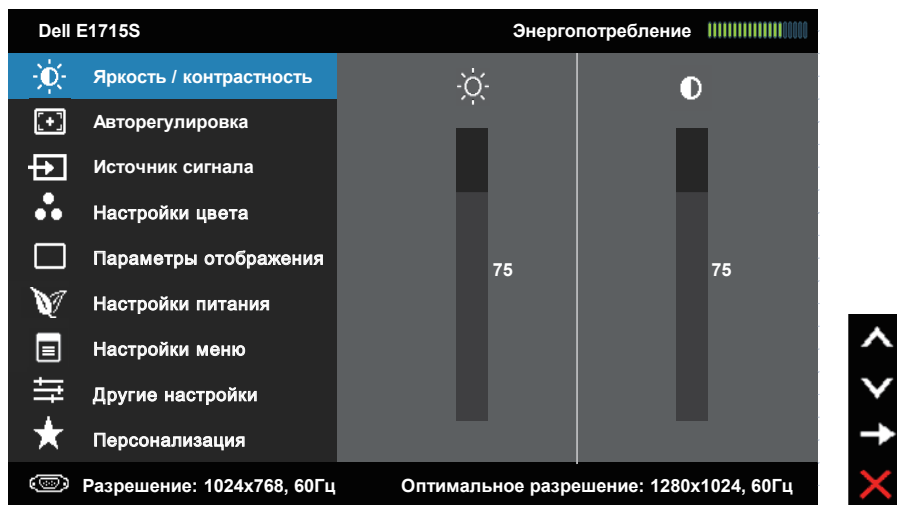 Dell E1715S
Энергопотребление
Яркость / контрастность
Авторегулировка
Источник сигнала
Настройки цвета
Параметры отображения
Настройки питания
Настройки меню
Другие настройки
Персонализация
75
75
Разрешение: 1024x768, 60Гц
Оптимальное разрешение: 1280x1024, 60Гц